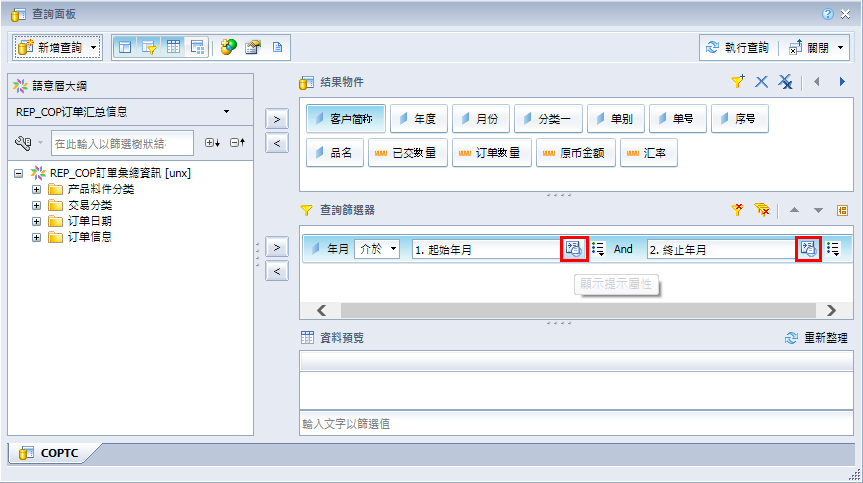 查詢面板
新增查詢
執行查詢
關閉
語意層大綱
REP_COP订单汇总信息
在此輸入以篩選樹狀結
REP_COP訂單彙總資訊 [unx]
产品料件分类
交易分类
订单日期
订单信息
>
<
>
<
结果物件
客户简称 年度 月份 分类一 单别 单号 序号
品名 已交数量 订单数量 原币金额 汇率
查詢篩選器
年月 介於 1. 起始年月 And 2. 终止年月
顯示提示屬性
資料預覽
重新整理
輸入文字以篩選值
COPTC